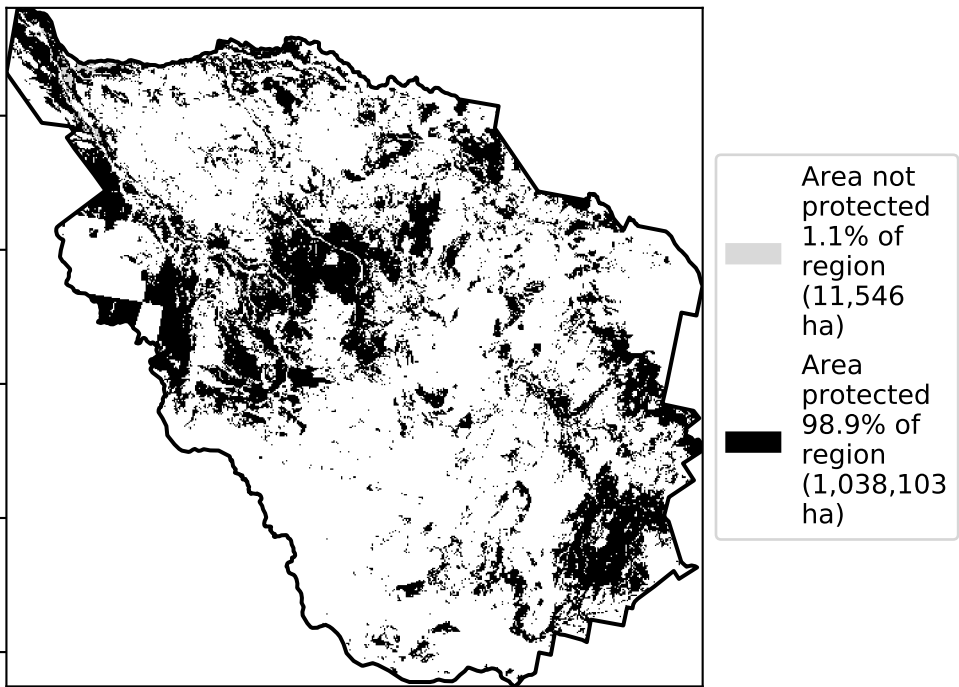 Area not
protected
1.1% of
region
(11,546
ha)
Area
protected
98.9% of
region
(1,038,103
ha)